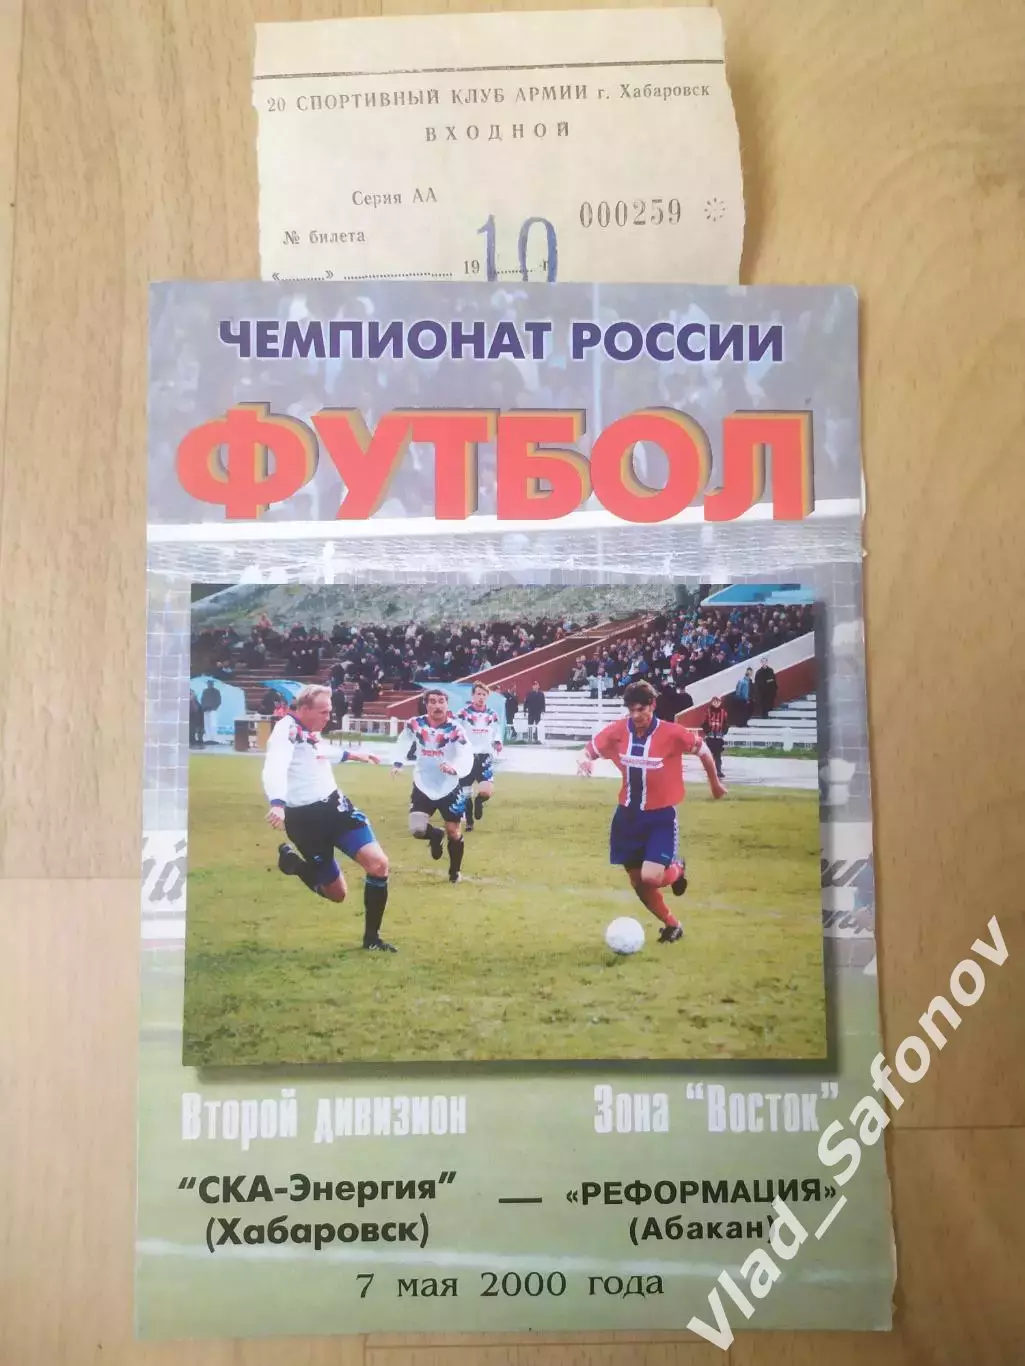 20 СПОРТИВНЫЙ КЛУБ АРМИИ г. Хабаровск
ВХОДНОЙ
Серия АА
000259
№ билета
10
«...........» ........................... 19 ............ г
ЧЕМПИОНАТ РОССИИ
ФУТБОЛ
Второй дивизион
Зона "Восток"
"СКА-Энергия" — «РЕФОРМАЦИЯ»
(Хабаровск) (Абакан)
7 мая 2000 года
Vlad_Safonov